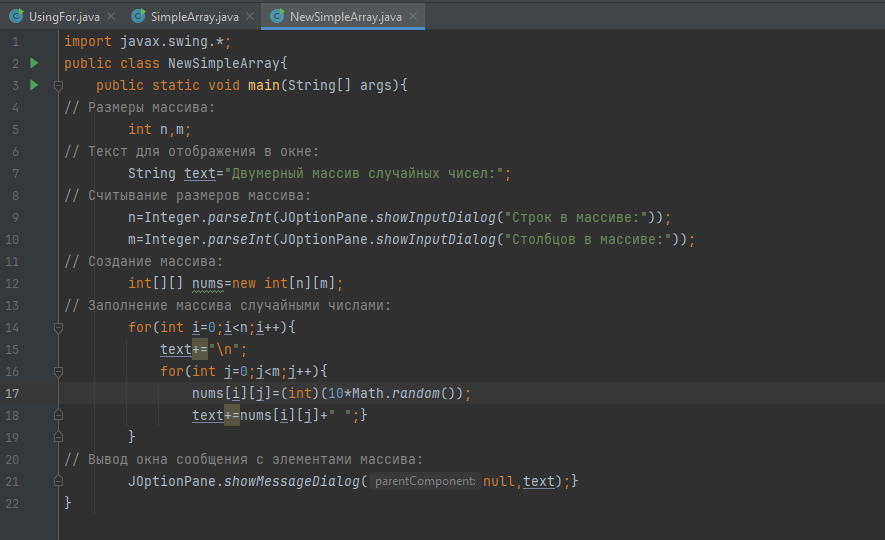 UsingFor.java SimpleArray.java NewSimpleArray.java
1 import javax.swing.*;
2 public class NewSimpleArray{
3 public static void main(String[] args){
4 // Размеры массива:
5 int n,m;
6 // Текст для отображения в окне:
7 String text="Двумерный массив случайных чисел:";
8 // Считывание размеров массива:
9 n=Integer.parseInt(JOptionPane.showInputDialog("Строк в массиве:"));
10 m=Integer.parseInt(JOptionPane.showInputDialog("Столбцов в массиве:"));
11 // Создание массива:
12 int[][] nums=new int[n][m];
13 // Заполнение массива случайными числами:
14 for(int i=0;i<n;i++){
15 text+="\n";
16 for(int j=0;j<m;j++){
17 nums[i][j]=(int)(10*Math.random());
18 text+=nums[i][j]+" ";}
19 }
20 // Вывод окна сообщения с элементами массива:
21 JOptionPane.showMessageDialog( parentComponent: null,text);}
22 }